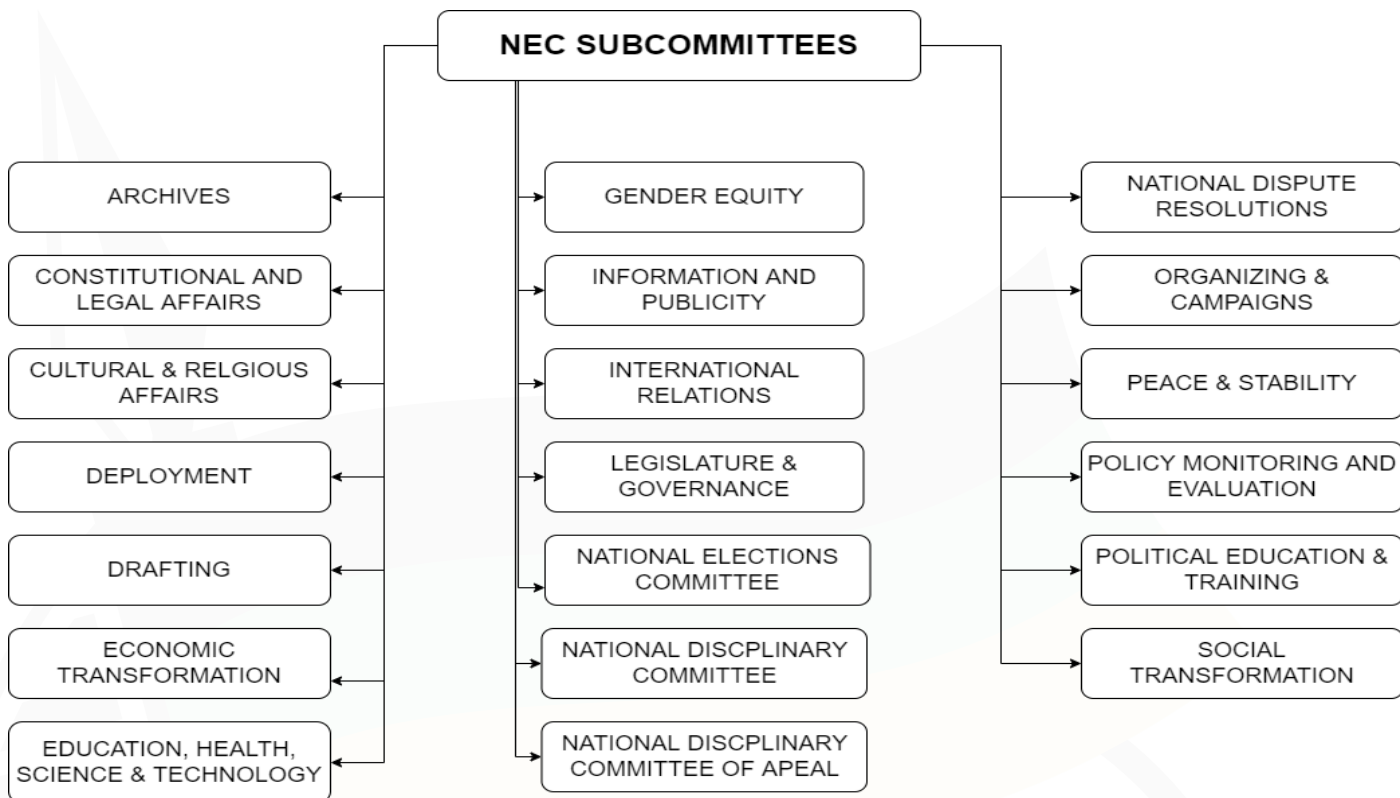 NEC SUBCOMMITTEES
ARCHIVES
CONSTITUTIONAL AND
LEGAL AFFAIRS
CULTURAL & RELGIOUS
AFFAIRS
DEPLOYMENT
DRAFTING
ECONOMIC
TRANSFORMATION
EDUCATION, HEALTH,
SCIENCE & TECHNOLOGY
GENDER EQUITY
INFORMATION AND
PUBLICITY
INTERNATIONAL
RELATIONS
LEGISLATURE &
GOVERNANCE
NATIONAL ELECTIONS
COMMITTEE
NATIONAL DISCPLINARY
COMMITTEE
NATIONAL DISCPLINARY
COMMITTEE OF APEAL
NATIONAL DISPUTE
RESOLUTIONS
ORGANIZING &
CAMPAIGNS
PEACE & STABILITY
POLICY MONITORING AND
EVALUATION
POLITICAL EDUCATION &
TRAINING
SOCIAL
TRANSFORMATION